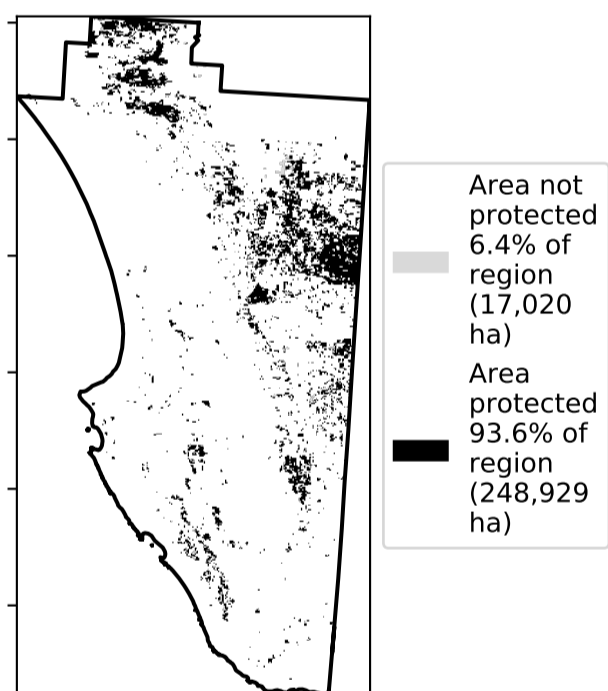 Area not
protected
6.4% of
region
(17,020
ha)
Area
protected
93.6% of
region
(248,929
ha)